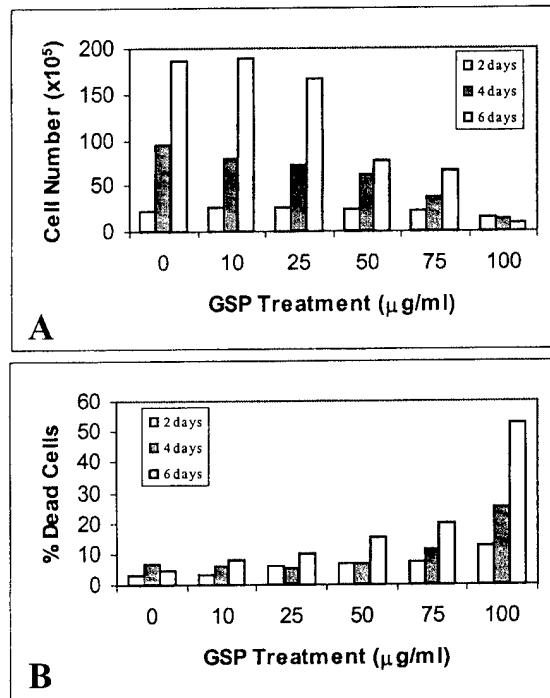 200
150
100
50
0
Cell Number (x10⁵)
2 days
4 days
6 days
0 10 25 50 75 100
GSP Treatment (μg/ml)
A
60
50
40
30
20
10
0
% Dead Cells
2 days
4 days
6 days
0 10 25 50 75 100
GSP Treatment (μg/ml)
B